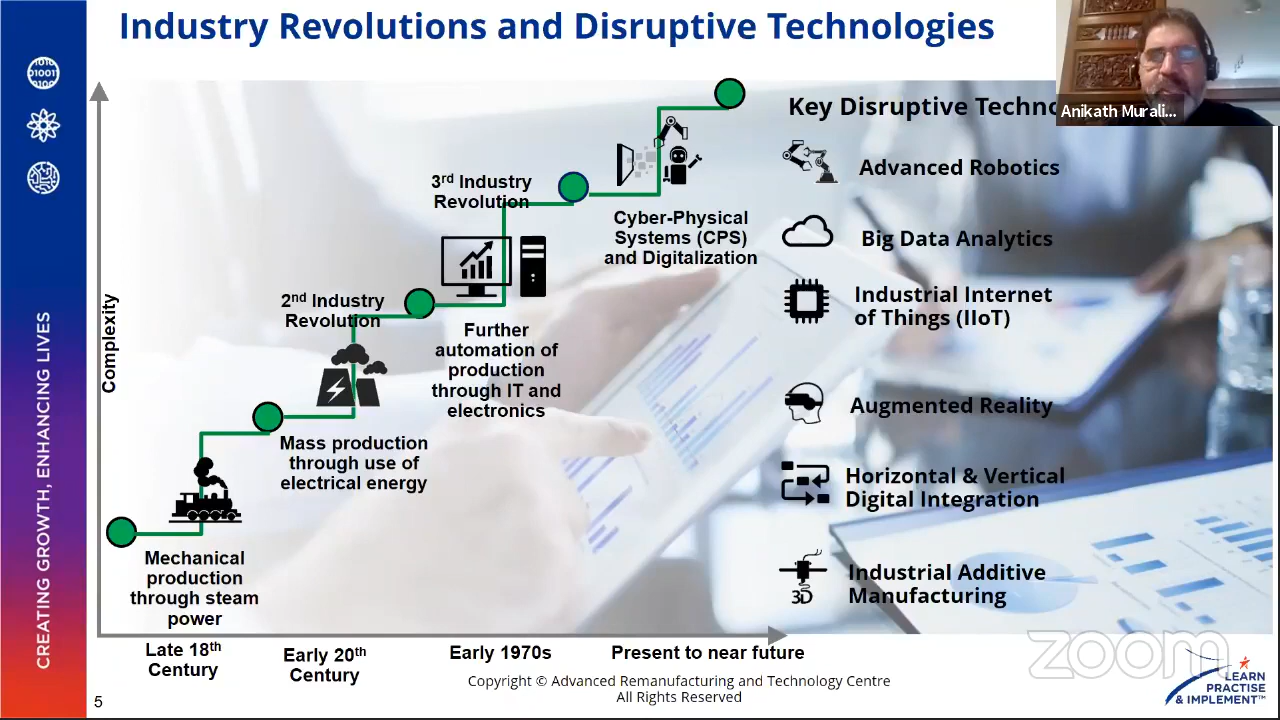 Industry Revolutions and Disruptive Technologies
Anikath Murali...
Key Disruptive Techno
Advanced Robotics
Big Data Analytics
Industrial Internet
of Things (IIoT)
Augmented Reality
Horizontal & Vertical
Digital Integration
3D
Industrial Additive
Manufacturing
Complexity
3rd Industry
Revolution
Cyber-Physical
Systems (CPS)
and Digitalization
2nd Industry
Revolution
Further
automation of
production
through IT and
electronics
Mass production
through use of
electrical energy
Mechanical
production
through steam
power
Late 18th
Century
Early 20th
Century
Early 1970s
Present to near future
Copyright © Advanced Remanufacturing and Technology Centre
All Rights Reserved
5
CREATING GROWTH, ENHANCING LIVES
zoom
LEARN
PRACTISE
& IMPLEMENT™